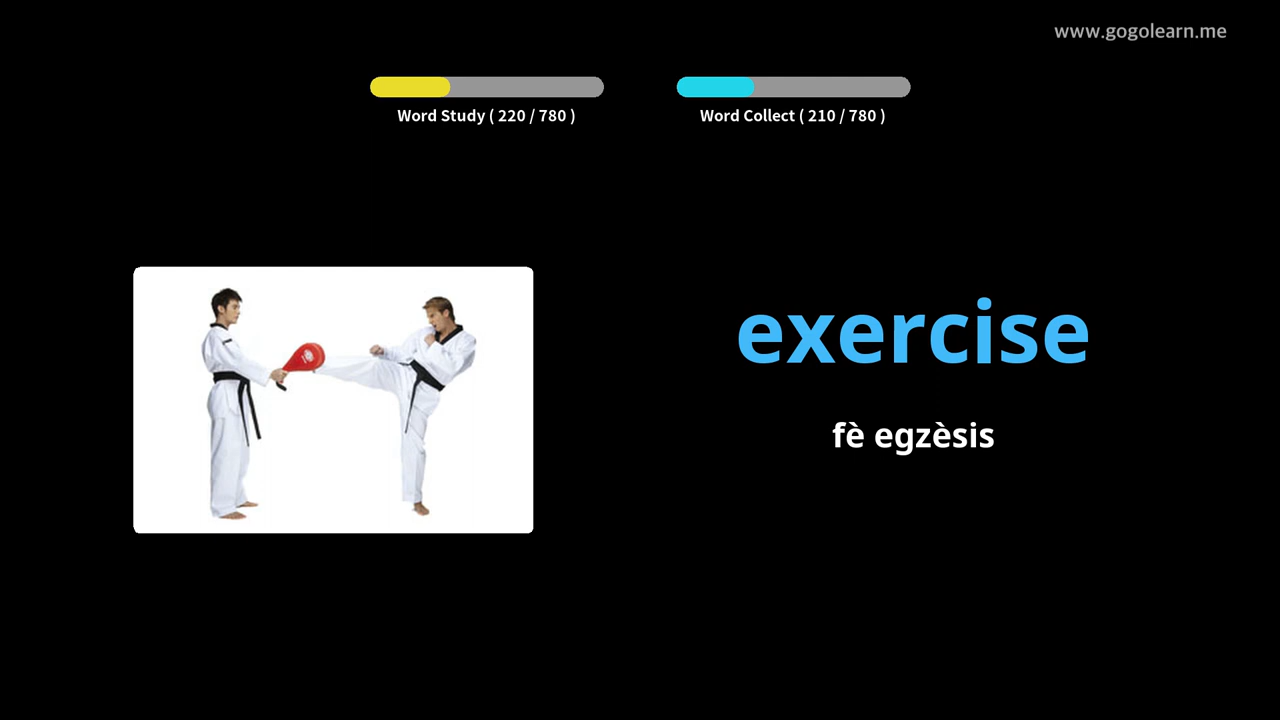 www.gogolearn.me
Word Study ( 220 / 780 )
Word Collect ( 210 / 780 )
exercise
fè egzèsis